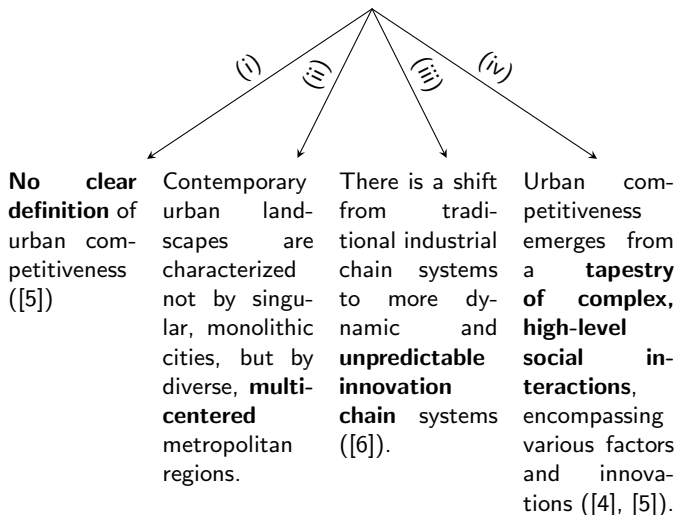 (i)
(ii)
(iii)
(iv)
No clear
definition of
urban com-
petitiveness
([5])
Contemporary
urban land-
scapes are
characterized
not by singu-
lar, monolithic
cities, but by
diverse, multi-
centered
metropolitan
regions.
There is a shift
from tradi-
tional industrial
chain systems
to more dy-
namic and
unpredictable
innovation
chain systems
([6]).
Urban com-
petitiveness
emerges from
a tapestry
of complex,
high-level
social in-
teractions,
encompassing
various factors
and innova-
tions ([4], [5]).